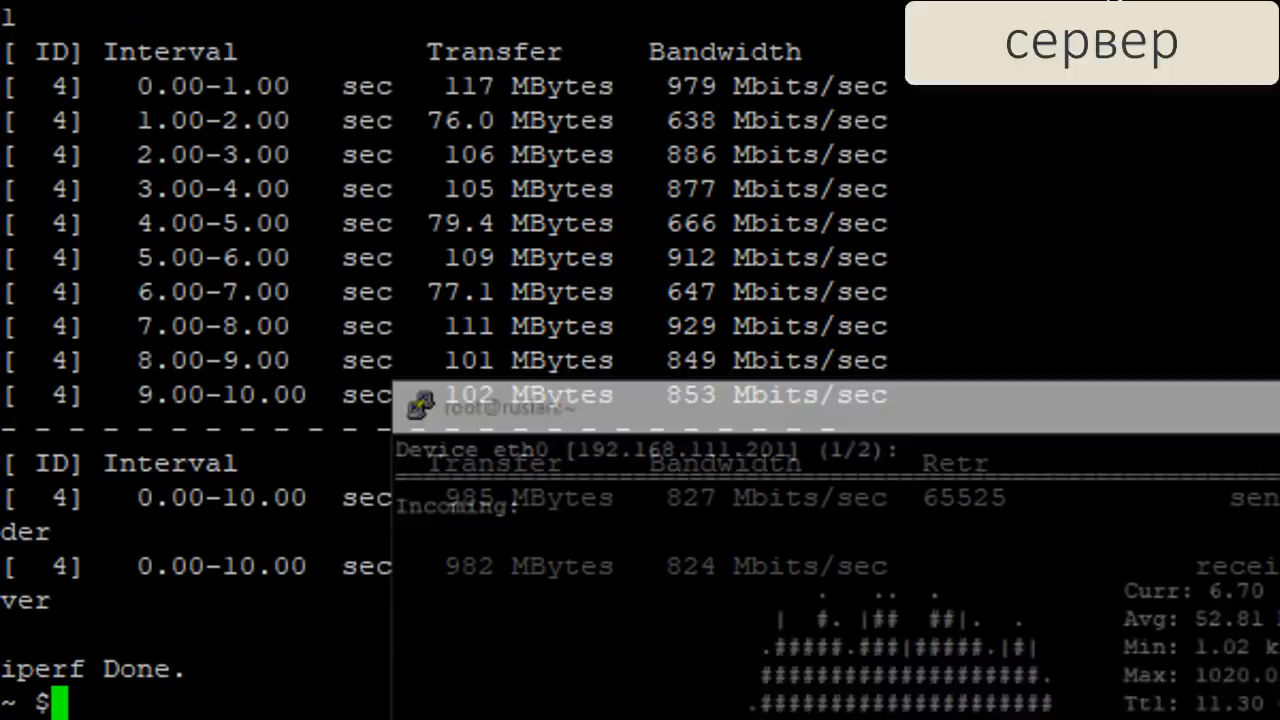 l
сервер
[ ID] Interval Transfer Bandwidth
[ 4] 0.00-1.00 sec 117 MBytes 979 Mbits/sec
[ 4] 1.00-2.00 sec 76.0 MBytes 638 Mbits/sec
[ 4] 2.00-3.00 sec 106 MBytes 886 Mbits/sec
[ 4] 3.00-4.00 sec 105 MBytes 877 Mbits/sec
[ 4] 4.00-5.00 sec 79.4 MBytes 666 Mbits/sec
[ 4] 5.00-6.00 sec 109 MBytes 912 Mbits/sec
[ 4] 6.00-7.00 sec 77.1 MBytes 647 Mbits/sec
[ 4] 7.00-8.00 sec 111 MBytes 929 Mbits/sec
[ 4] 8.00-9.00 sec 101 MBytes 849 Mbits/sec
[ 4] 9.00-10.00 sec 102 MBytes 853 Mbits/sec
root@ruslan:~
- - - - - - - - - - - - - - - - - - - - - - - - -
Device eth0 [192.168.111.201] (1/2):
[ ID] Interval Transfer Bandwidth Retr
[ 4] 0.00-10.00 sec 985 MBytes 827 Mbits/sec 65525 sen
Incoming:
der
[ 4] 0.00-10.00 sec 982 MBytes 824 Mbits/sec recei
ver
Curr: 6.70
Avg: 52.81
Min: 1.02 k
Max: 1020.0
Ttl: 11.30
iperf Done.
~ $